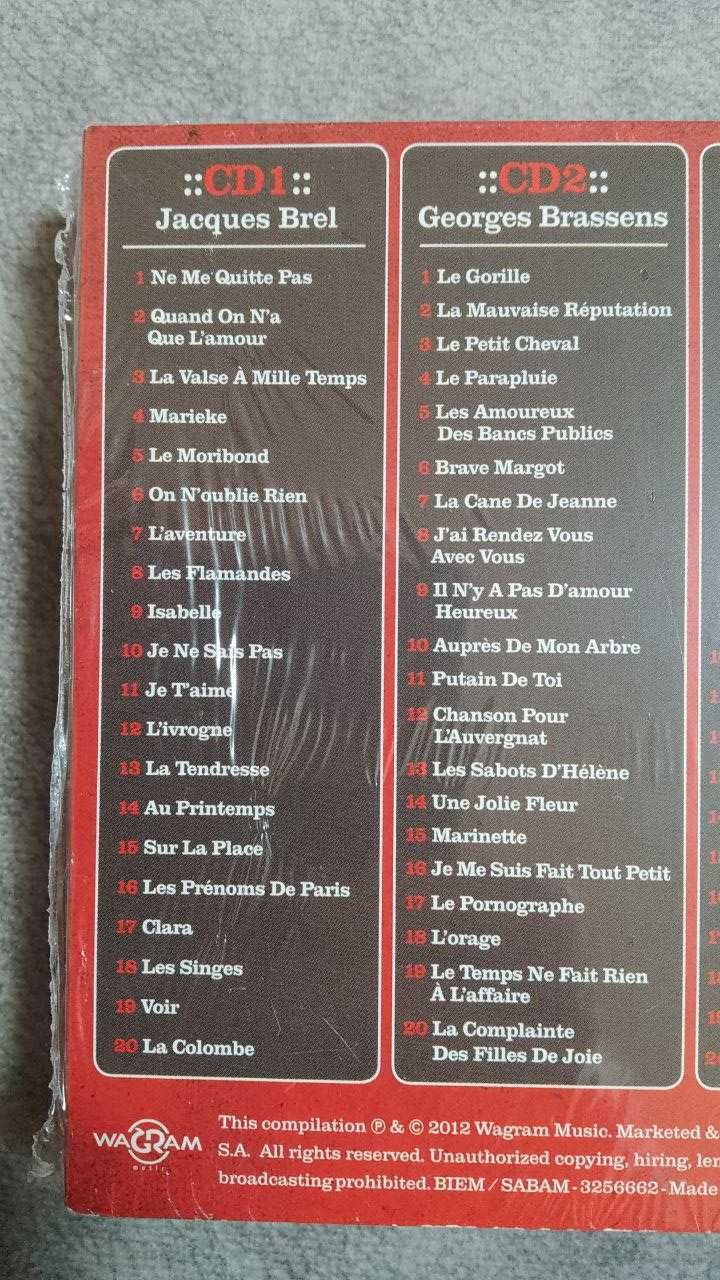 ::CD1::
Jacques Brel
1 Ne Me Quitte Pas
2 Quand On N'a
Que L'amour
3 La Valse À Mille Temps
4 Marieke
5 Le Moribond
6 On N'oublie Rien
7 L'aventure
8 Les Flamandes
9 Isabelle
10 Je Ne Sais Pas
11 Je T'aime
12 L'ivrogne
13 La Tendresse
14 Au Printemps
15 Sur La Place
16 Les Prénoms De Paris
17 Clara
18 Les Singes
19 Voir
20 La Colombe
::CD2::
Georges Brassens
1 Le Gorille
2 La Mauvaise Réputation
3 Le Petit Cheval
4 Le Parapluie
5 Les Amoureux
Des Bancs Publics
6 Brave Margot
7 La Cane De Jeanne
8 J'ai Rendez Vous
Avec Vous
9 Il N'y A Pas D'amour
Heureux
10 Auprès De Mon Arbre
11 Putain De Toi
12 Chanson Pour
L'Auvergnat
13 Les Sabots D'Hélène
14 Une Jolie Fleur
15 Marinette
16 Je Me Suis Fait Tout Petit
17 Le Pornographe
18 L'orage
19 Le Temps Ne Fait Rien
À L'affaire
20 La Complainte
Des Filles De Joie
WAGRAM
music
This compilation ℗ & © 2012 Wagram Music. Marketed &
S.A. All rights reserved. Unauthorized copying, hiring, len
broadcasting prohibited. BIEM / SABAM - 3256662 - Made